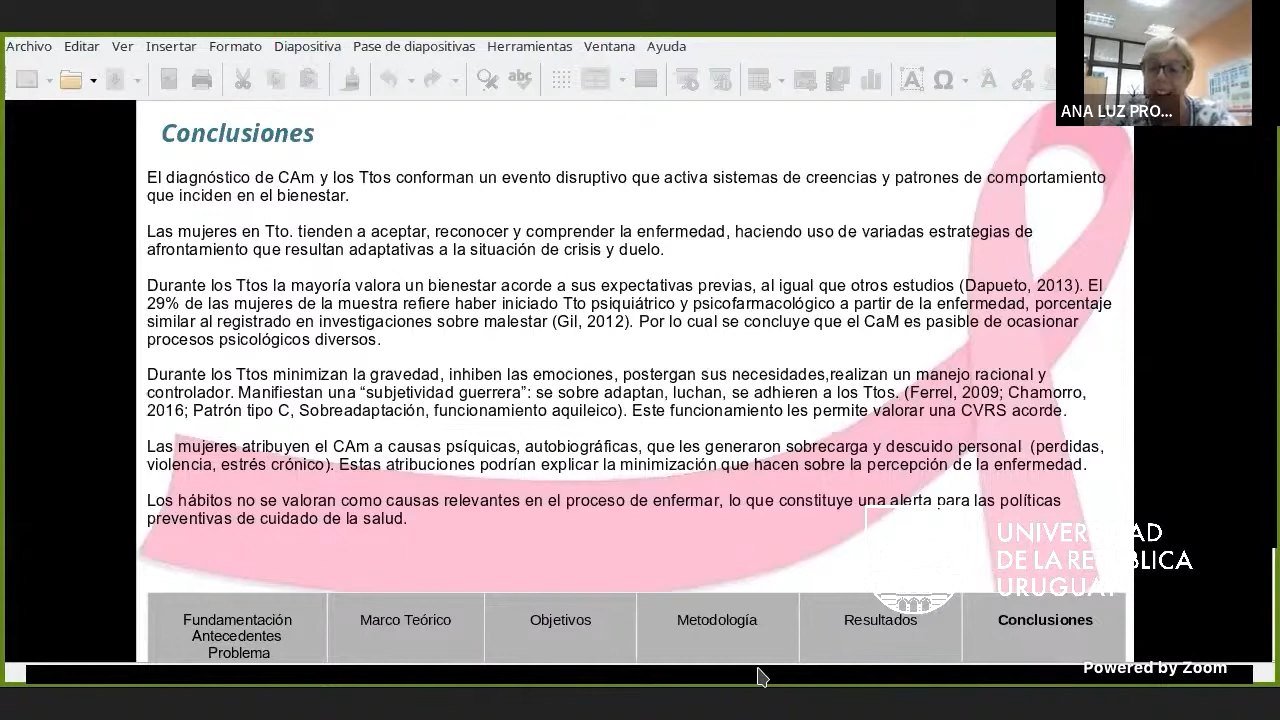 Archivo Editar Ver Insertar Formato Diapositiva Pase de diapositivas Herramientas Ventana Ayuda
ANA LUZ PRO...
Conclusiones
El diagnóstico de CAm y los Ttos conforman un evento disruptivo que activa sistemas de creencias y patrones de comportamiento
que inciden en el bienestar.
Las mujeres en Tto. tienden a aceptar, reconocer y comprender la enfermedad, haciendo uso de variadas estrategias de
afrontamiento que resultan adaptativas a la situación de crisis y duelo.
Durante los Ttos la mayoría valora un bienestar acorde a sus expectativas previas, al igual que otros estudios (Dapueto, 2013). El
29% de las mujeres de la muestra refiere haber iniciado Tto psiquiátrico y psicofarmacológico a partir de la enfermedad, porcentaje
similar al registrado en investigaciones sobre malestar (Gil, 2012). Por lo cual se concluye que el CaM es pasible de ocasionar
procesos psicológicos diversos.
Durante los Ttos minimizan la gravedad, inhiben las emociones, postergan sus necesidades,realizan un manejo racional y
controlador. Manifiestan una “subjetividad guerrera”: se sobre adaptan, luchan, se adhieren a los Ttos. (Ferrel, 2009; Chamorro,
2016; Patrón tipo C, Sobreadaptación, funcionamiento aquileico). Este funcionamiento les permite valorar una CVRS acorde.
Las mujeres atribuyen el CAm a causas psíquicas, autobiográficas, que les generaron sobrecarga y descuido personal (perdidas,
violencia, estrés crónico). Estas atribuciones podrían explicar la minimización que hacen sobre la percepción de la enfermedad.
Los hábitos no se valoran como causas relevantes en el proceso de enfermar, lo que constituye una alerta para las políticas
preventivas de cuidado de la salud.
UNIVERSIDAD
DE LA REPÚBLICA
URUGUAY
Fundamentación
Antecedentes
Problema
Marco Teórico
Objetivos
Metodología
Resultados
Conclusiones
Powered by Zoom